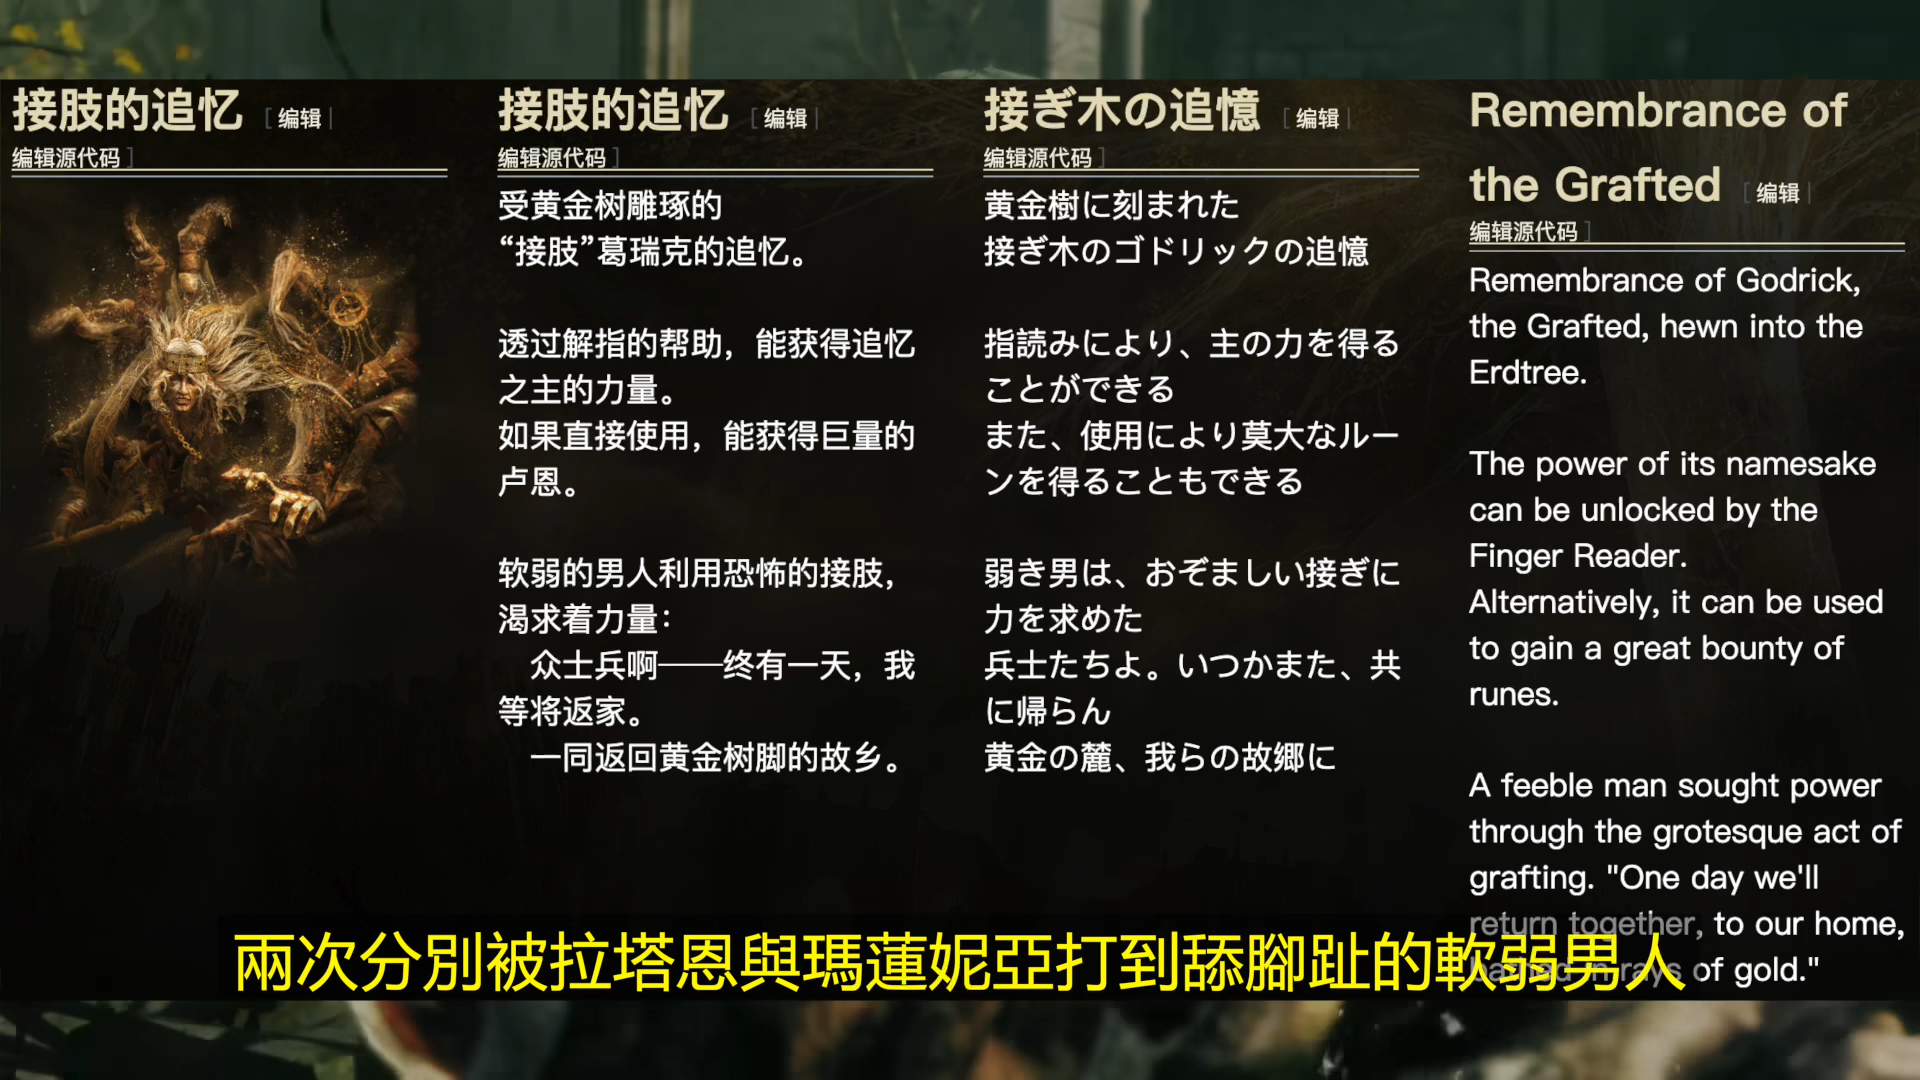 接肢的追忆 [ 编辑 |
编辑源代码 ]
接肢的追忆 [ 编辑 |
编辑源代码 ]
受黄金树雕琢的
“接肢”葛瑞克的追忆。
透过解指的帮助，能获得追忆
之主的力量。
如果直接使用，能获得巨量的
卢恩。
软弱的男人利用恐怖的接肢，
渴求着力量：
众士兵啊——终有一天，我
等将返家。
一同返回黄金树脚的故乡。
接ぎ木の追憶 [ 编辑 |
编辑源代码 ]
黄金樹に刻まれた
接ぎ木のゴドリックの追憶
指読みにより、主の力を得る
ことができる
また、使用により莫大なルー
ンを得ることもできる
弱き男は、おぞましい接ぎに
力を求めた
兵士たちよ。いつかまた、共
に帰らん
黄金の麓、我らの故郷に
Remembrance of
the Grafted [ 编辑 |
编辑源代码 ]
Remembrance of Godrick,
the Grafted, hewn into the
Erdtree.
The power of its namesake
can be unlocked by the
Finger Reader.
Alternatively, it can be used
to gain a great bounty of
runes.
A feeble man sought power
through the grotesque act of
grafting. "One day we'll
return together, to our home,
bathed in rays of gold."
兩次分別被拉塔恩與瑪蓮妮亞打到舔腳趾的軟弱男人